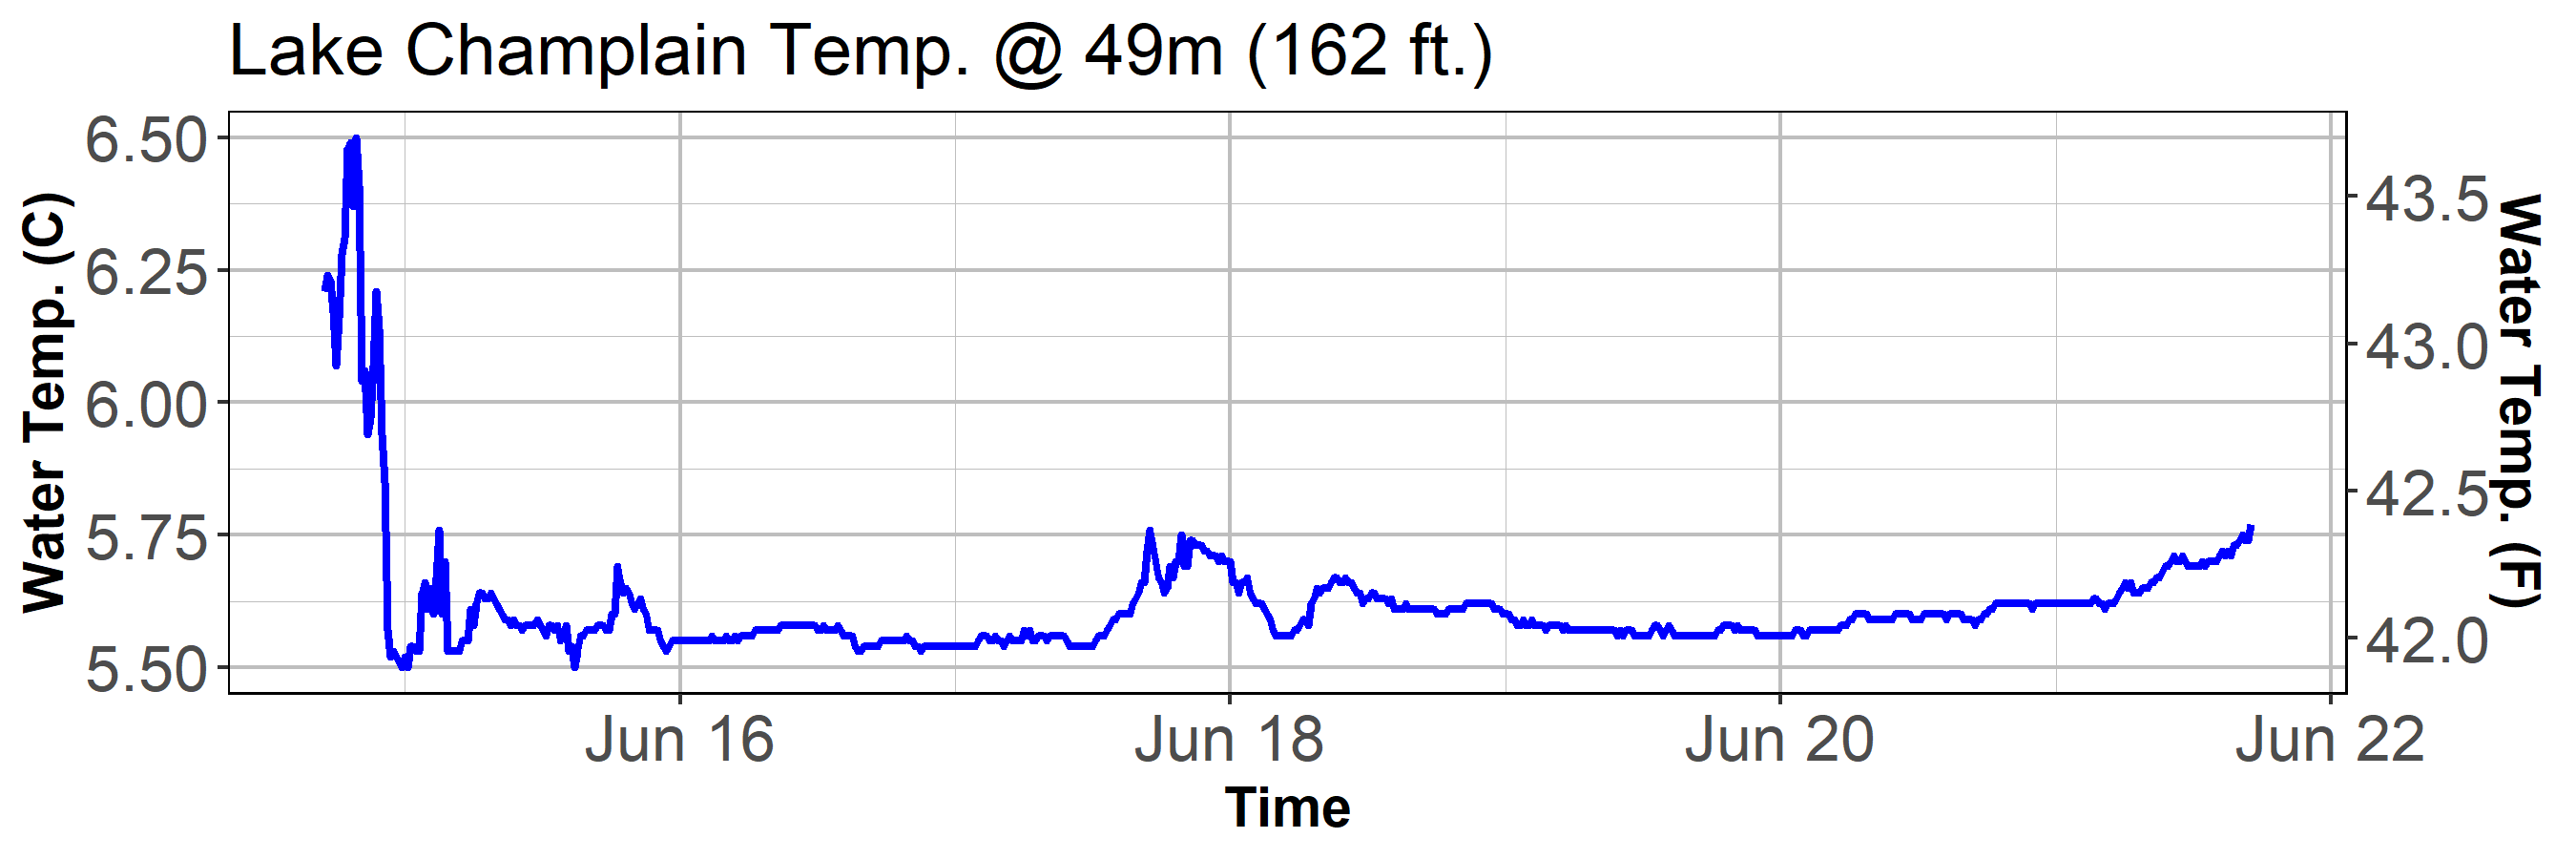 Lake Champlain Temp. @ 49m (162 ft.)
Water Temp. (C)
6.50
6.25
6.00
5.75
5.50
43.5
43.0
42.5
42.0
Water Temp. (F)
Jun 16
Jun 18
Jun 20
Jun 22
Time